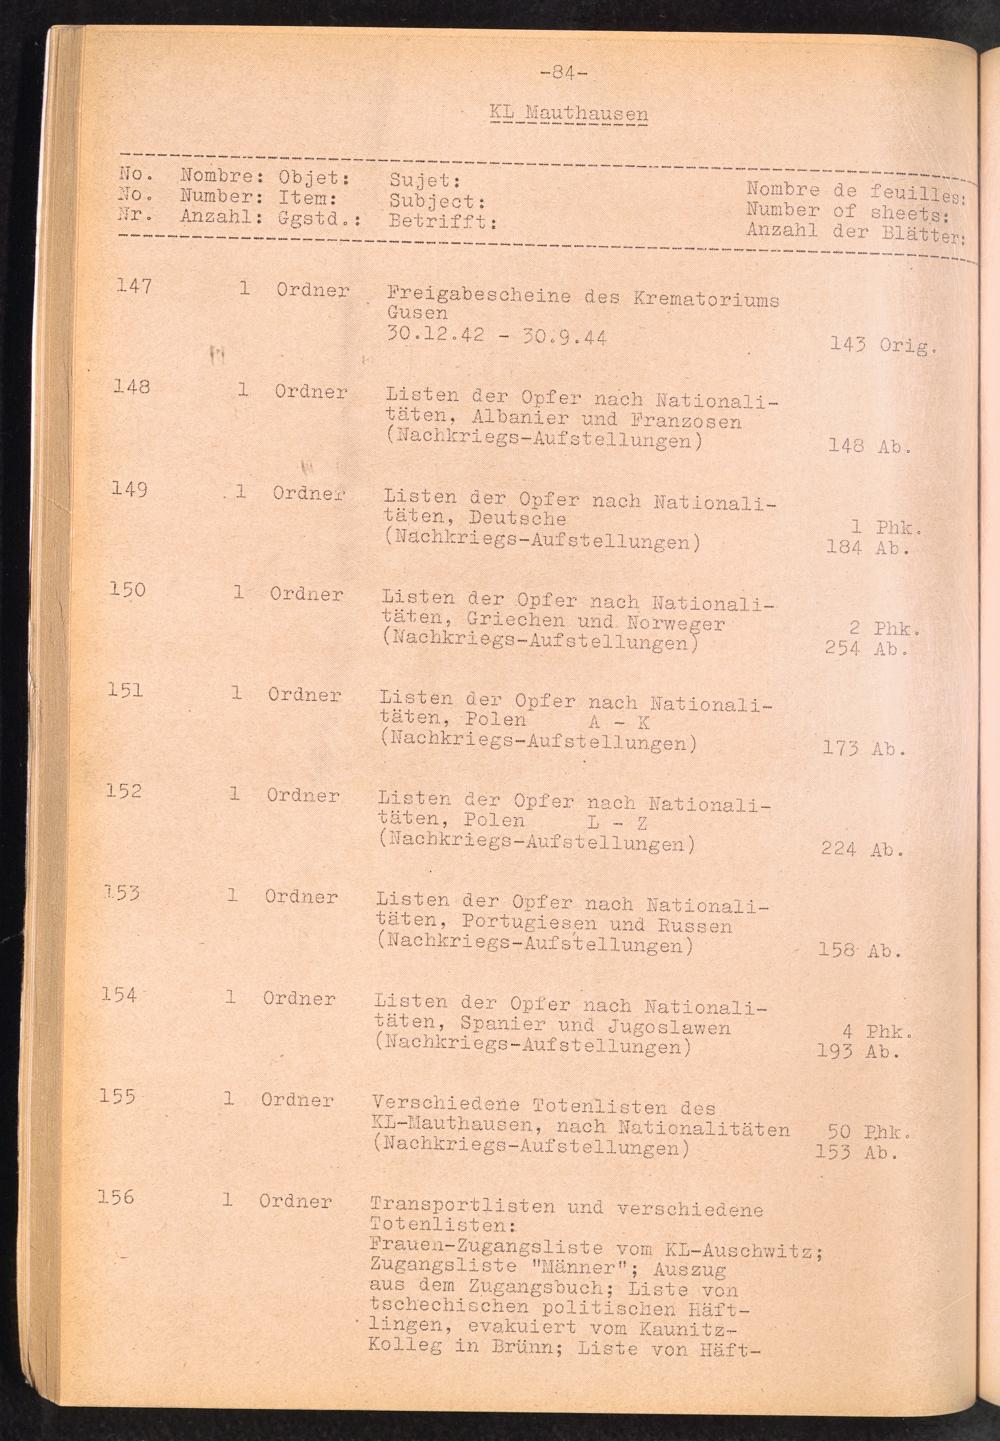 -84-
KL Mauthausen
No. Nombre: Objet: Sujet: Nombre de feuilles:
No. Number: Item: Subject: Number of sheets:
Nr. Anzahl: Ggstd.: Betrifft: Anzahl der Blätter:
147 1 Ordner Freigabescheine des Krematoriums
Gusen
30.12.42 - 30.9.44 143 Orig.
148 1 Ordner Listen der Opfer nach Nationali-
täten, Albanier und Franzosen
(Nachkriegs-Aufstellungen) 148 Ab.
149 1 Ordner Listen der Opfer nach Nationali-
täten, Deutsche 1 Phk.
(Nachkriegs-Aufstellungen) 184 Ab.
150 1 Ordner Listen der Opfer nach Nationali-
täten, Griechen und Norweger 2 Phk.
(Nachkriegs-Aufstellungen) 254 Ab.
151 1 Ordner Listen der Opfer nach Nationali-
täten, Polen A - K
(Nachkriegs-Aufstellungen) 173 Ab.
152 1 Ordner Listen der Opfer nach Nationali-
täten, Polen L - Z
(Nachkriegs-Aufstellungen) 224 Ab.
153 1 Ordner Listen der Opfer nach Nationali-
täten, Portugiesen und Russen
(Nachkriegs-Aufstellungen) 158 Ab.
154 1 Ordner Listen der Opfer nach Nationali-
täten, Spanier und Jugoslawen 4 Phk.
(Nachkriegs-Aufstellungen) 193 Ab.
155 1 Ordner Verschiedene Totenlisten des
KL-Mauthausen, nach Nationalitäten 50 Phk.
(Nachkriegs-Aufstellungen) 153 Ab.
156 1 Ordner Transportlisten und verschiedene
Totenlisten:
Frauen-Zugangsliste vom KL-Auschwitz;
Zugangsliste "Männer"; Auszug
aus dem Zugangsbuch; Liste von
tschechischen politischen Häft-
lingen, evakuiert vom Kaunitz-
Kolleg in Brünn; Liste von Häft-